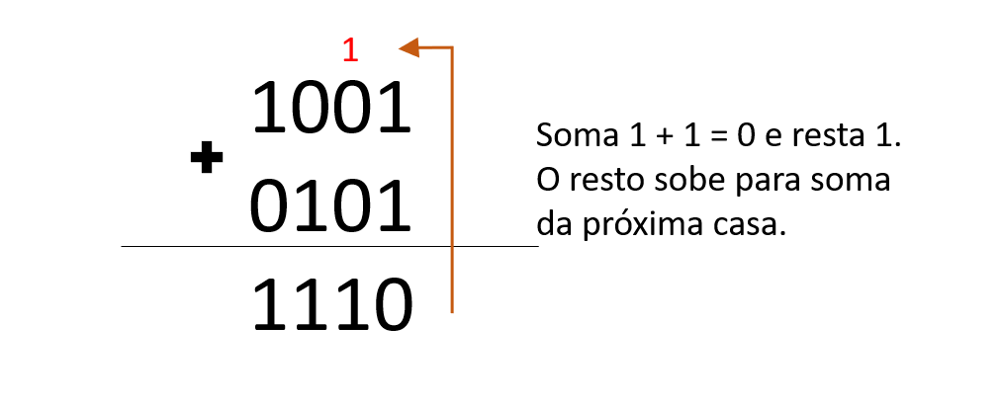 1
1001
+
0101
1110
Soma 1 + 1 = 0 e resta 1.
O resto sobe para soma
da próxima casa.